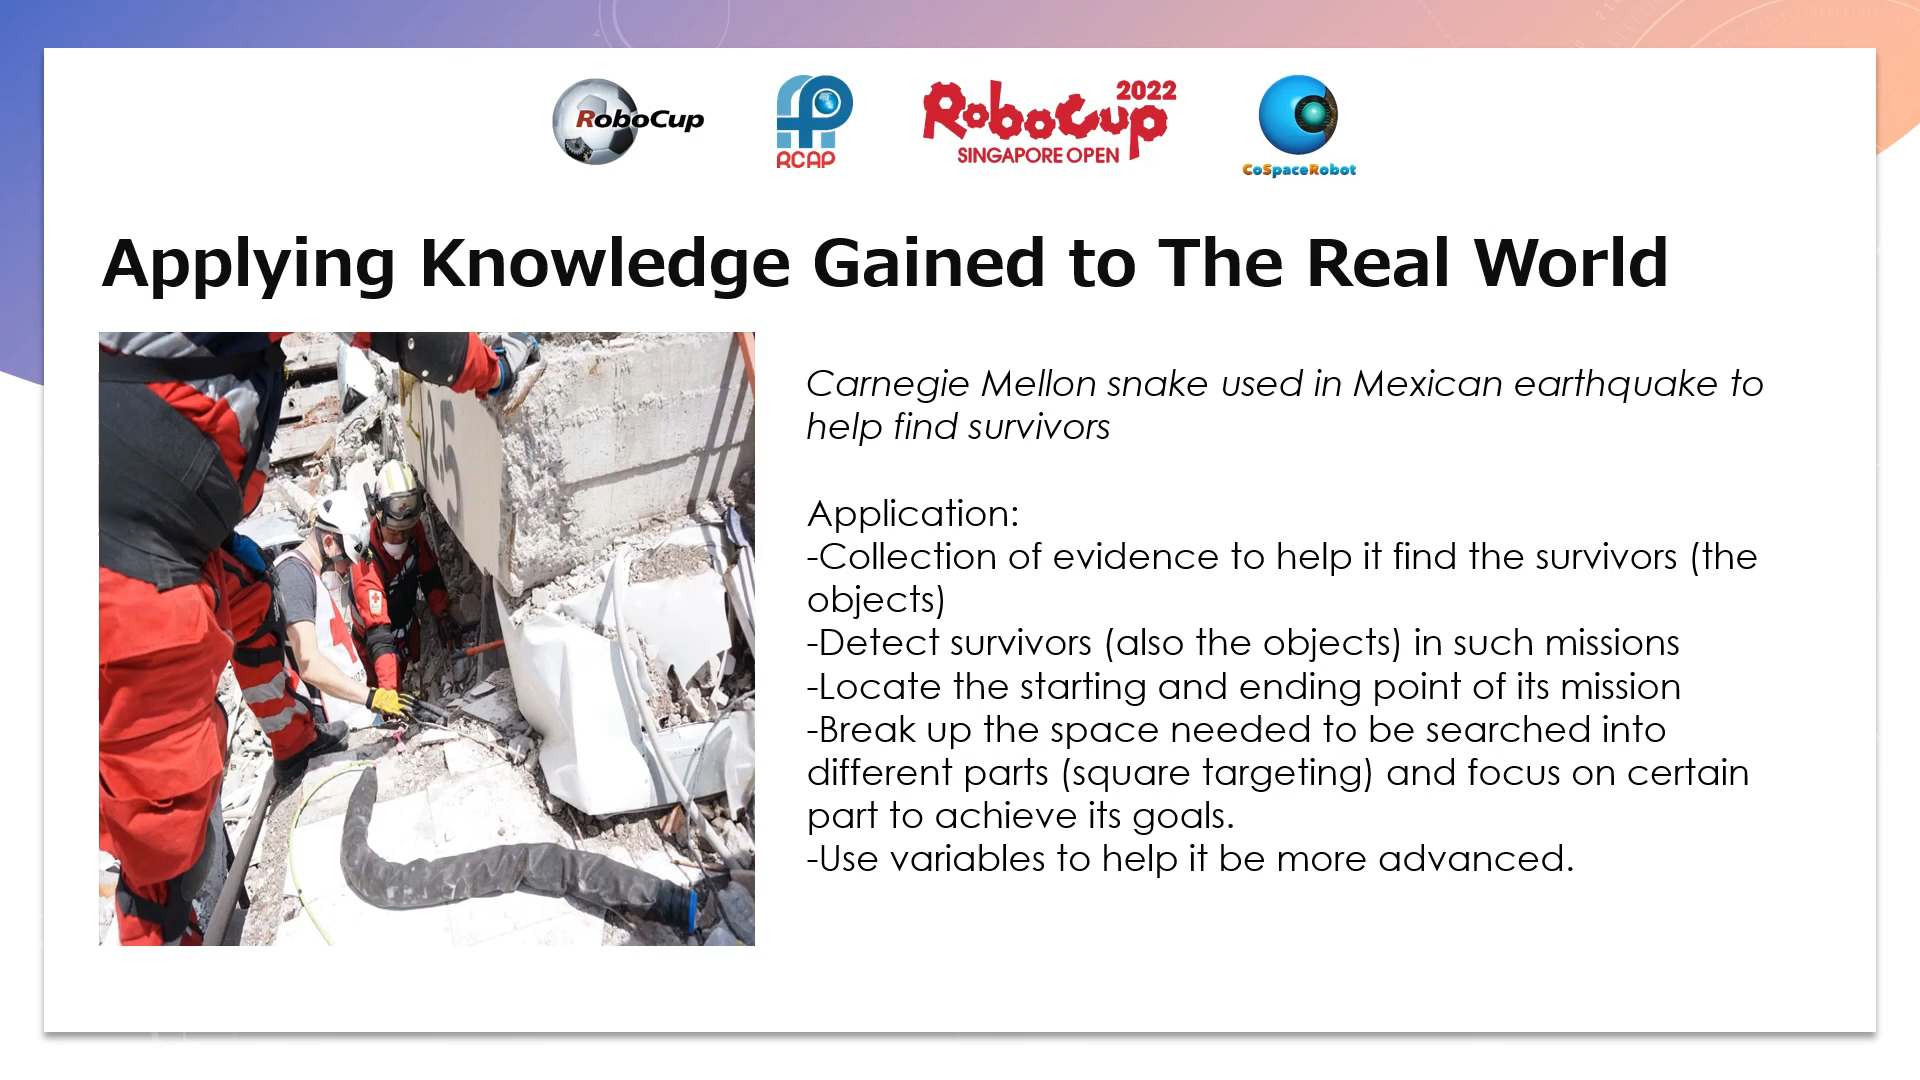 RoboCup
RCAP
RoboCup 2022
SINGAPORE OPEN
CoSpaceRobot
Applying Knowledge Gained to The Real World
Carnegie Mellon snake used in Mexican earthquake to
help find survivors
Application:
-Collection of evidence to help it find the survivors (the
objects)
-Detect survivors (also the objects) in such missions
-Locate the starting and ending point of its mission
-Break up the space needed to be searched into
different parts (square targeting) and focus on certain
part to achieve its goals.
-Use variables to help it be more advanced.